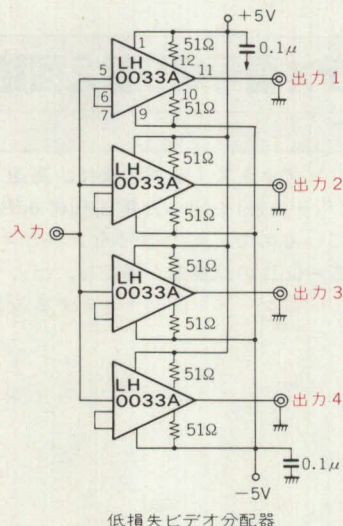 +5V
1
51Ω
0.1μ
12
LH
0033A
5
11
出力1
6
10
51Ω
7
9
51Ω
LH
0033A
出力2
51Ω
入力
51Ω
LH
0033A
出力3
51Ω
51Ω
LH
0033A
出力4
51Ω
0.1μ
−5V
低損失ビデオ分配器